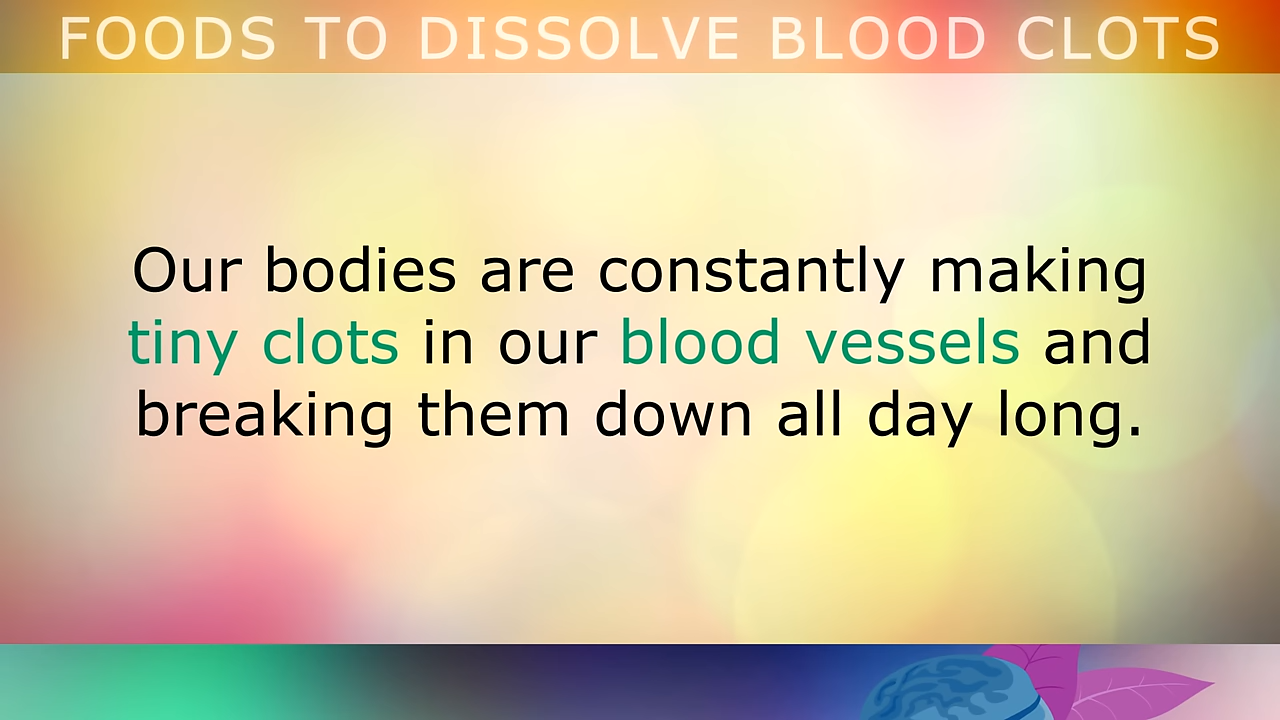 FOODS TO DISSOLVE BLOOD CLOTS
Our bodies are constantly making
tiny clots in our blood vessels and
breaking them down all day long.